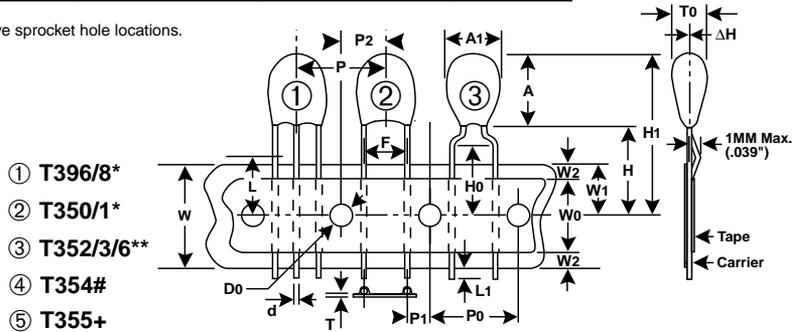 ve sprocket hole locations.
P2
A1
T0
ΔH
P
① ② ③
A
H1
1MM Max.
(.039")
F
H
① T396/8*
② T350/1*
③ T352/3/6**
④ T354#
⑤ T355+
W
L
H0
W2
W1
W0
W2
D0
d
T
P1
P0
L1
Tape
Carrier